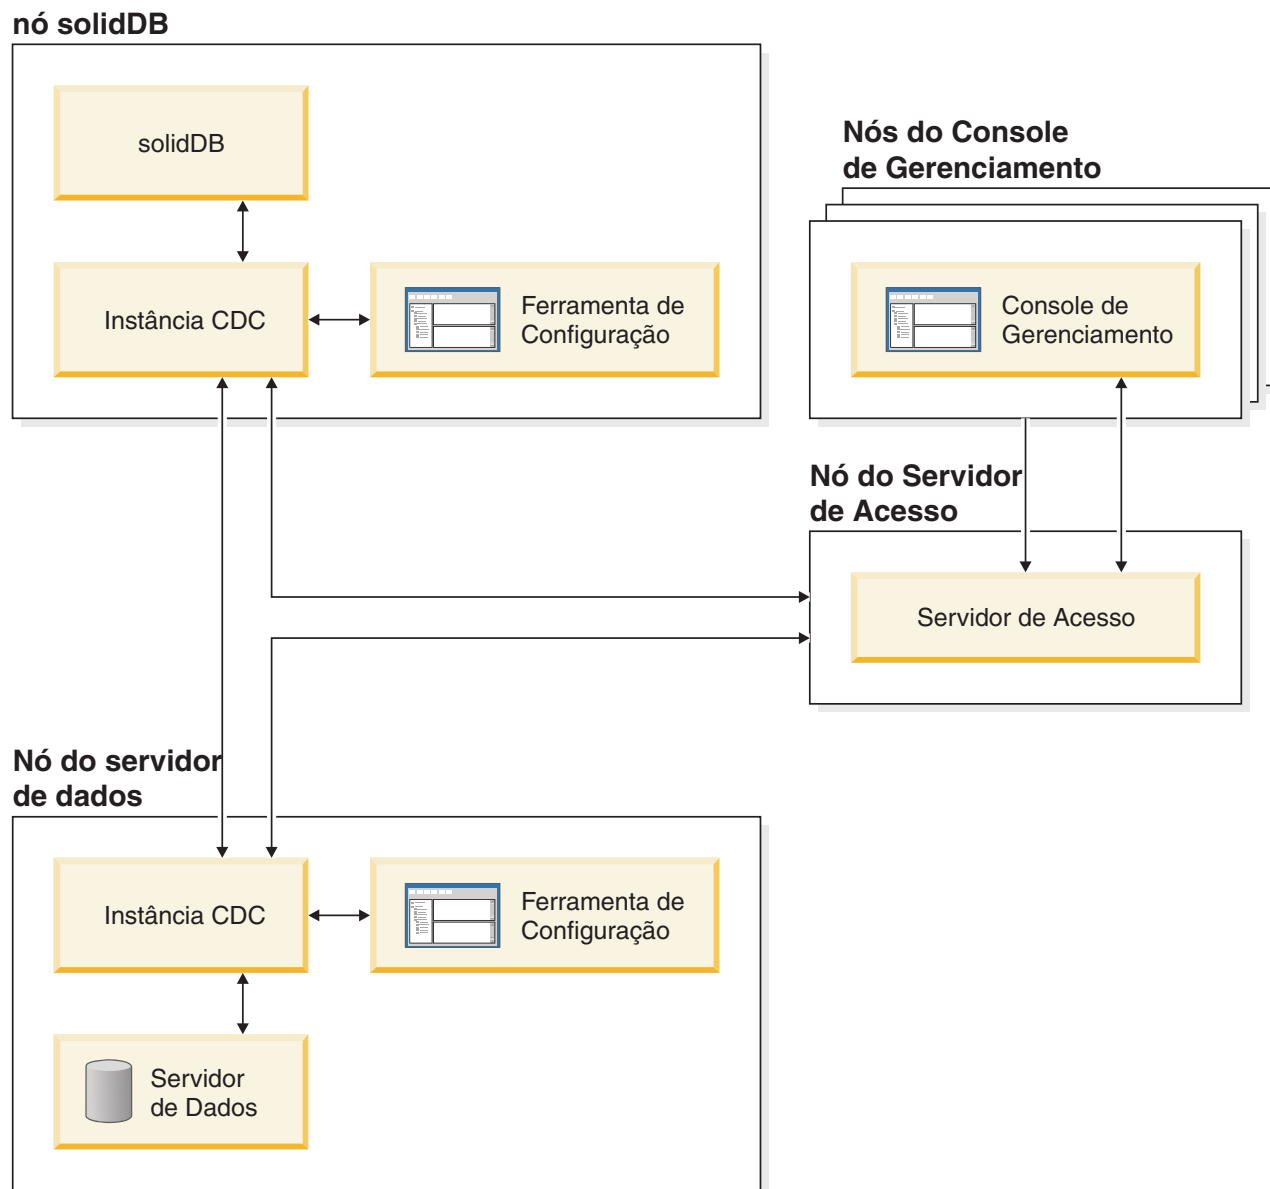 nó solidDB
solidDB
Instância CDC
Ferramenta de
Configuração
Nós do Console
de Gerenciamento
Console de
Gerenciamento
Nó do Servidor
de Acesso
Servidor de Acesso
Nó do servidor
de dados
Instância CDC
Ferramenta de
Configuração
Servidor
de Dados